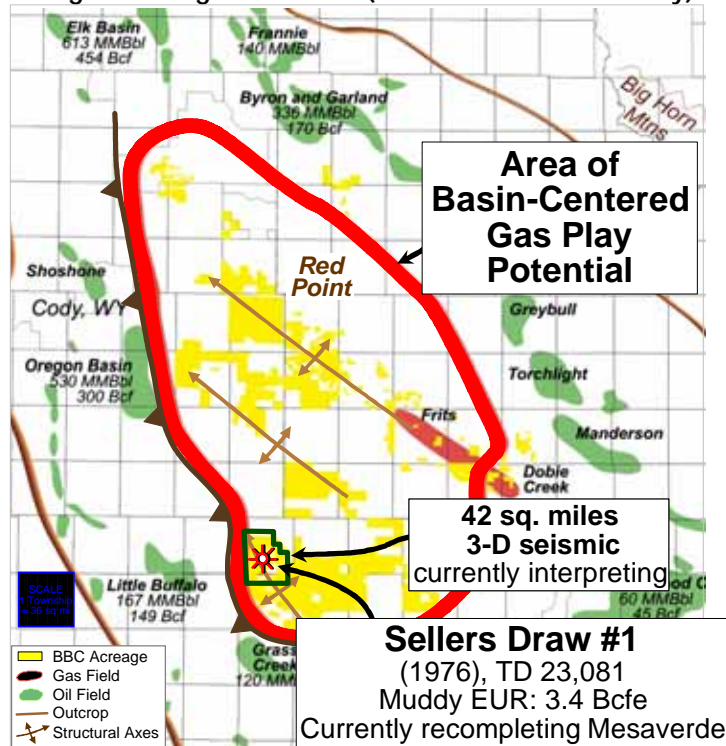 Elk Basin
613 MMBbl
454 Bcf
Frannie
140 MMBbl
Byron and Garland
336 MMBbl
170 Bcf
Big Horn
Mtns
Area of
Basin-Centered
Gas Play
Potential
Red
Point
Shoshone
Cody, WY
Greybull
Oregon Basin
530 MMBbl
300 Bcf
Torchlight
Frits
Manderson
Dobie
Creek
42 sq. miles
3-D seismic
currently interpreting
SCALE
1 Township
Little Buffalo
167 MMBbl
149 Bcf
60 MMBbl
45 Bcf
Creek
120
Sellers Draw #1
(1976), TD 23,081
Muddy EUR: 3.4 Bcfe
Currently recompleting Mesaverde
BBC Acreage
Gas Field
Oil Field
Outcrop
Structural Axes